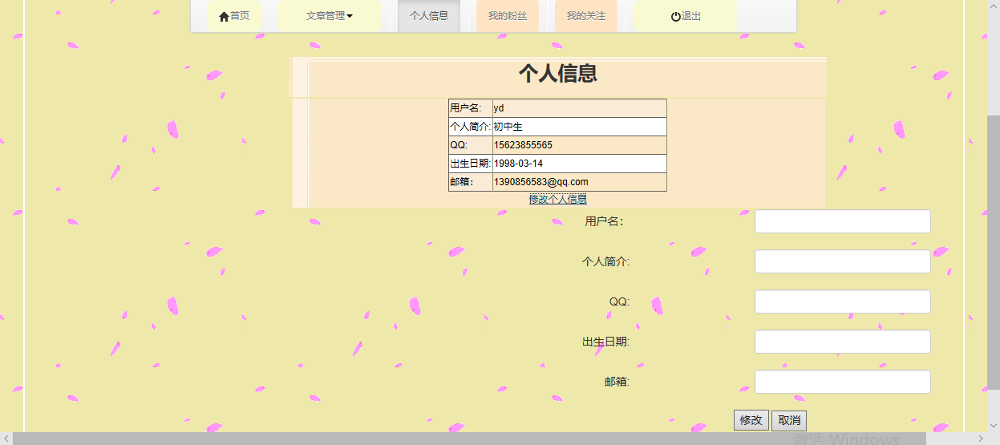 首页 文章管理 个人信息 我的粉丝 我的关注 退出
个人信息
用户名: yd
个人简介: 初中生
QQ: 15623855565
出生日期: 1998-03-14
邮箱: 1390856583@qq.com
修改个人信息
用户名：
个人简介:
QQ:
出生日期:
邮箱:
修改 取消
激活 Windows